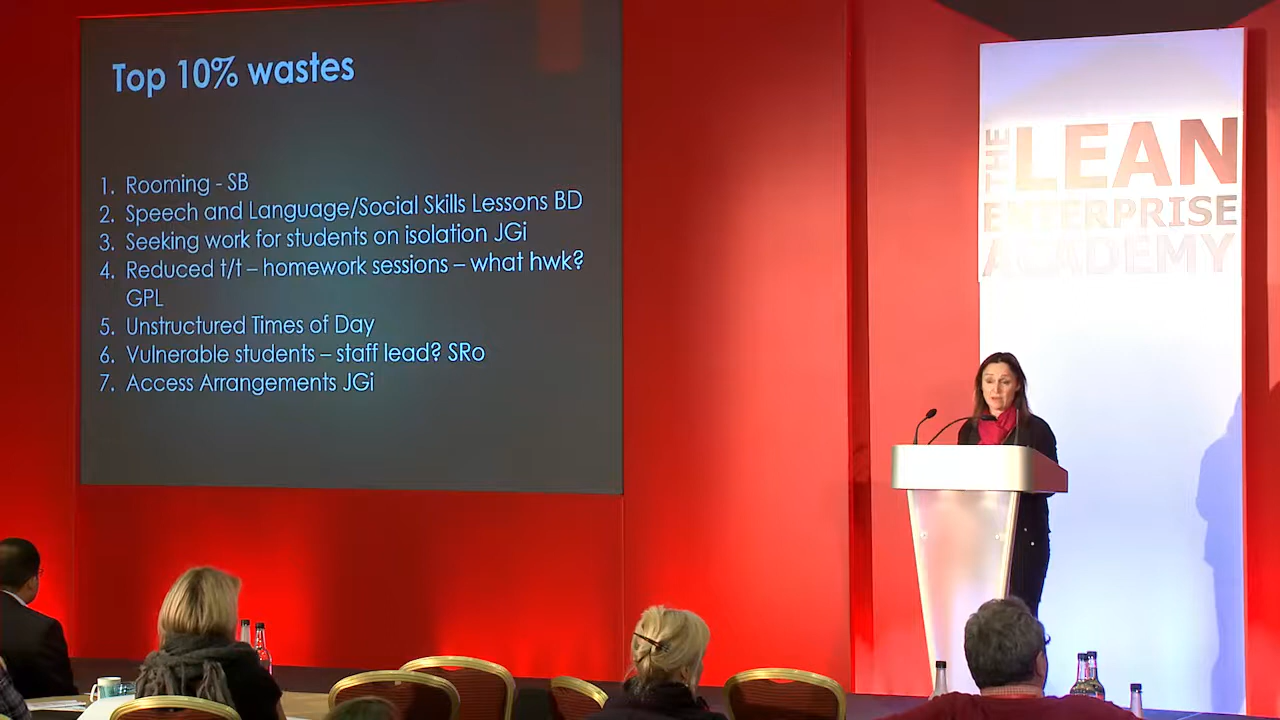 Top 10% wastes
1. Rooming - SB
2. Speech and Language/Social Skills Lessons BD
3. Seeking work for students on isolation JGi
4. Reduced t/t – homework sessions – what hwk?
GPL
5. Unstructured Times of Day
6. Vulnerable students – staff lead? SRo
7. Access Arrangements JGi
THE LEAN
ENTERPRISE
ACADEMY